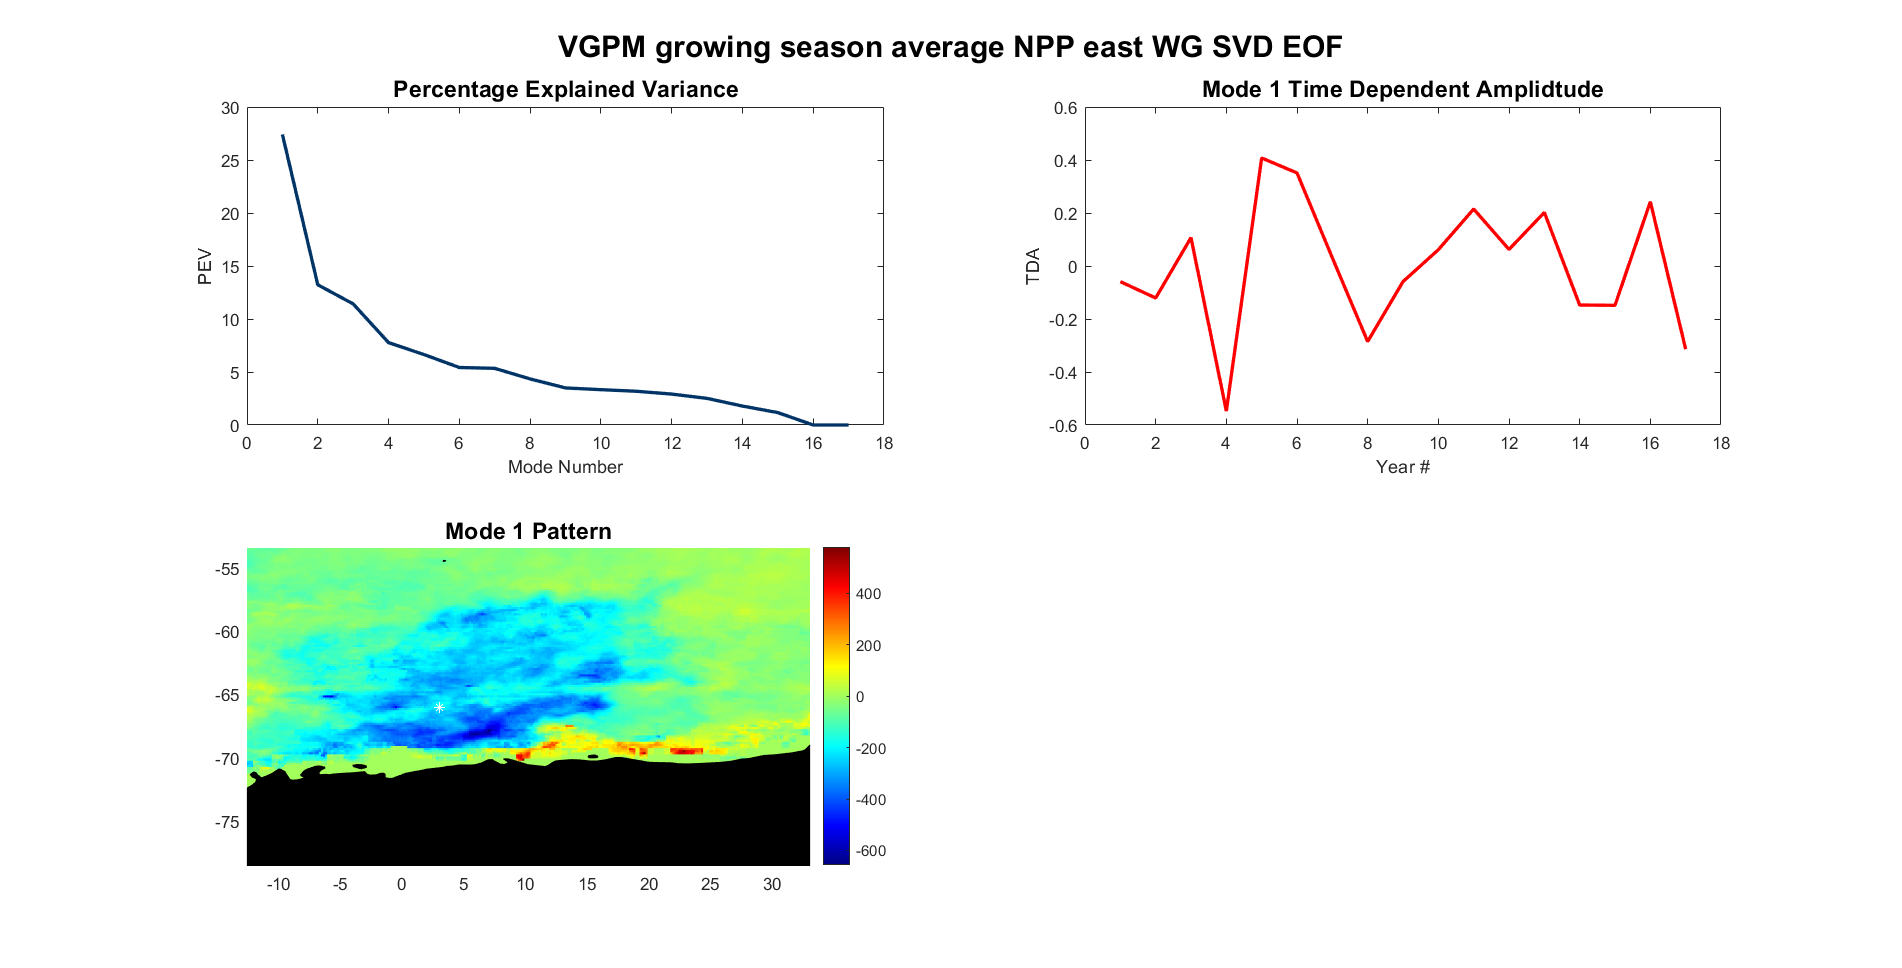 VGPM growing season average NPP east WG SVD EOF
Percentage Explained Variance
30
25
20
15
10
5
0
PEV
0 2 4 6 8 10 12 14 16 18
Mode Number
Mode 1 Time Dependent Amplidtude
0.6
0.4
0.2
0
-0.2
-0.4
-0.6
TDA
0 2 4 6 8 10 12 14 16 18
Year #
Mode 1 Pattern
-55
-60
-65
-70
-75
-10 -5 0 5 10 15 20 25 30
400
200
0
-200
-400
-600